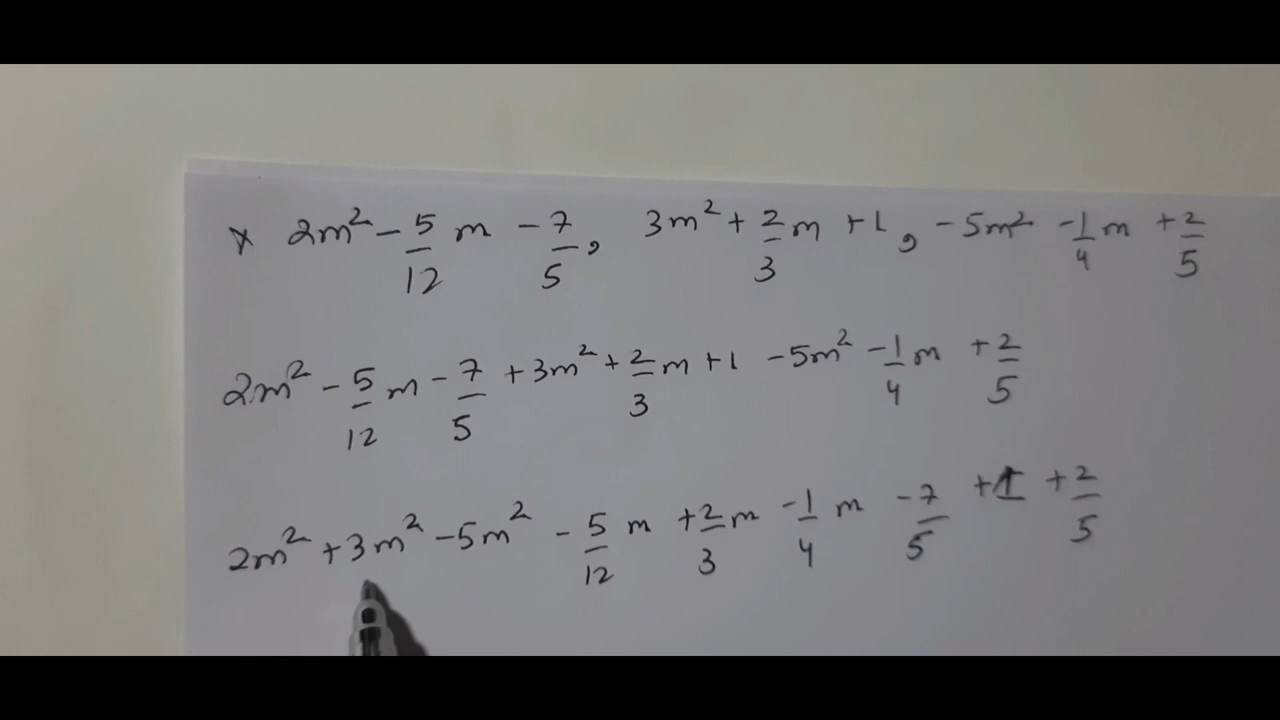 x 2m² - 5/12 m - 7/5, 3m² + 2/3 m + 1, - 5m² - 1/4 m + 2/5
2m² - 5/12 m - 7/5 + 3m² + 2/3 m + 1 - 5m² - 1/4 m + 2/5
2m² + 3m² - 5m² - 5/12 m + 2/3 m - 1/4 m - 7/5 + 1 + 2/5